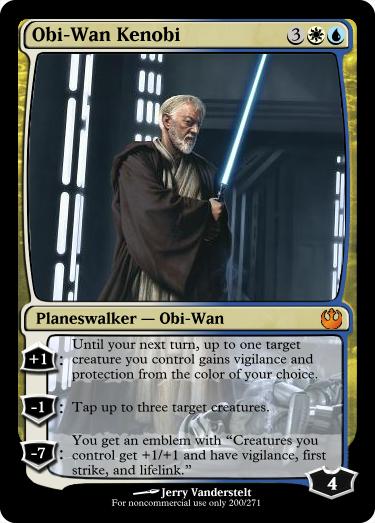 Obi-Wan Kenobi 3
Planeswalker — Obi-Wan
+1: Until your next turn, up to one target
creature you control gains vigilance and
protection from the color of your choice.
-1: Tap up to three target creatures.
-7: You get an emblem with “Creatures you
control get +1/+1 and have vigilance, first
strike, and lifelink.”
4
Jerry Vanderstelt
For noncommercial use only 200/271